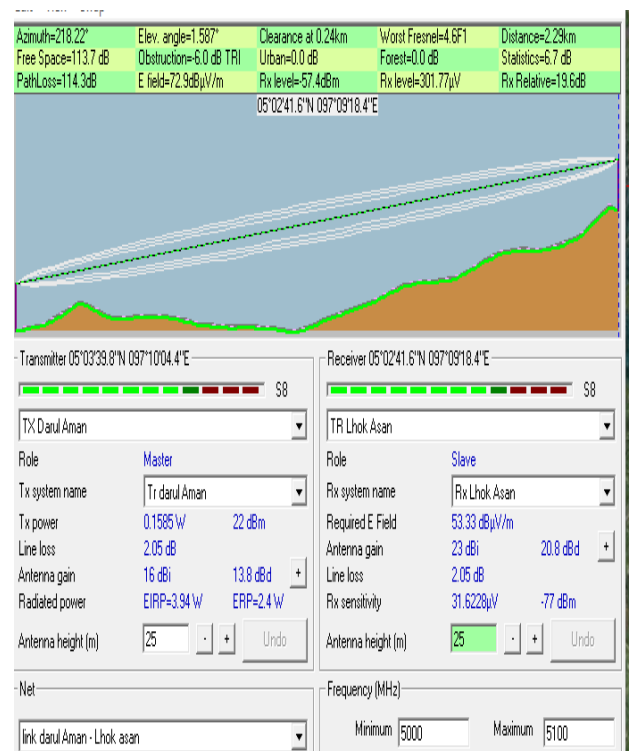 Azimuth=218.22° Elev. angle=1.587° Clearance at 0.24km Worst Fresnel=4.6F1 Distance=2.29km
Free Space=113.7 dB Obstruction=-6.0 dB TRI Urban=0.0 dB Forest=0.0 dB Statistics=6.7 dB
PathLoss=114.3dB E field=72.9dBµV/m Rx level=-57.4dBm Rx level=301.77µV Rx Relative=19.6dB
05°02'41.6"N 097°09'18.4"E
Transmitter 05°03'39.8"N 097°10'04.4"E
S8
TX Darul Aman
Role Master
Tx system name Tr darul Aman
Tx power 0.1585 W 22 dBm
Line loss 2.05 dB
Antenna gain 16 dBi 13.8 dBd +
Radiated power EIRP=3.94 W ERP=2.4 W
Antenna height (m) 25 - + Undo
Net
link darul Aman - Lhok asan
Receiver 05°02'41.6"N 097°09'18.4"E
S8
TR Lhok Asan
Role Slave
Rx system name Rx Lhok Asan
Required E Field 53.33 dBµV/m
Antenna gain 23 dBi 20.8 dBd +
Line loss 2.05 dB
Rx sensitivity 31.6228µV -77 dBm
Antenna height (m) 25 - + Undo
Frequency (MHz)
Minimum 5000 Maximum 5100